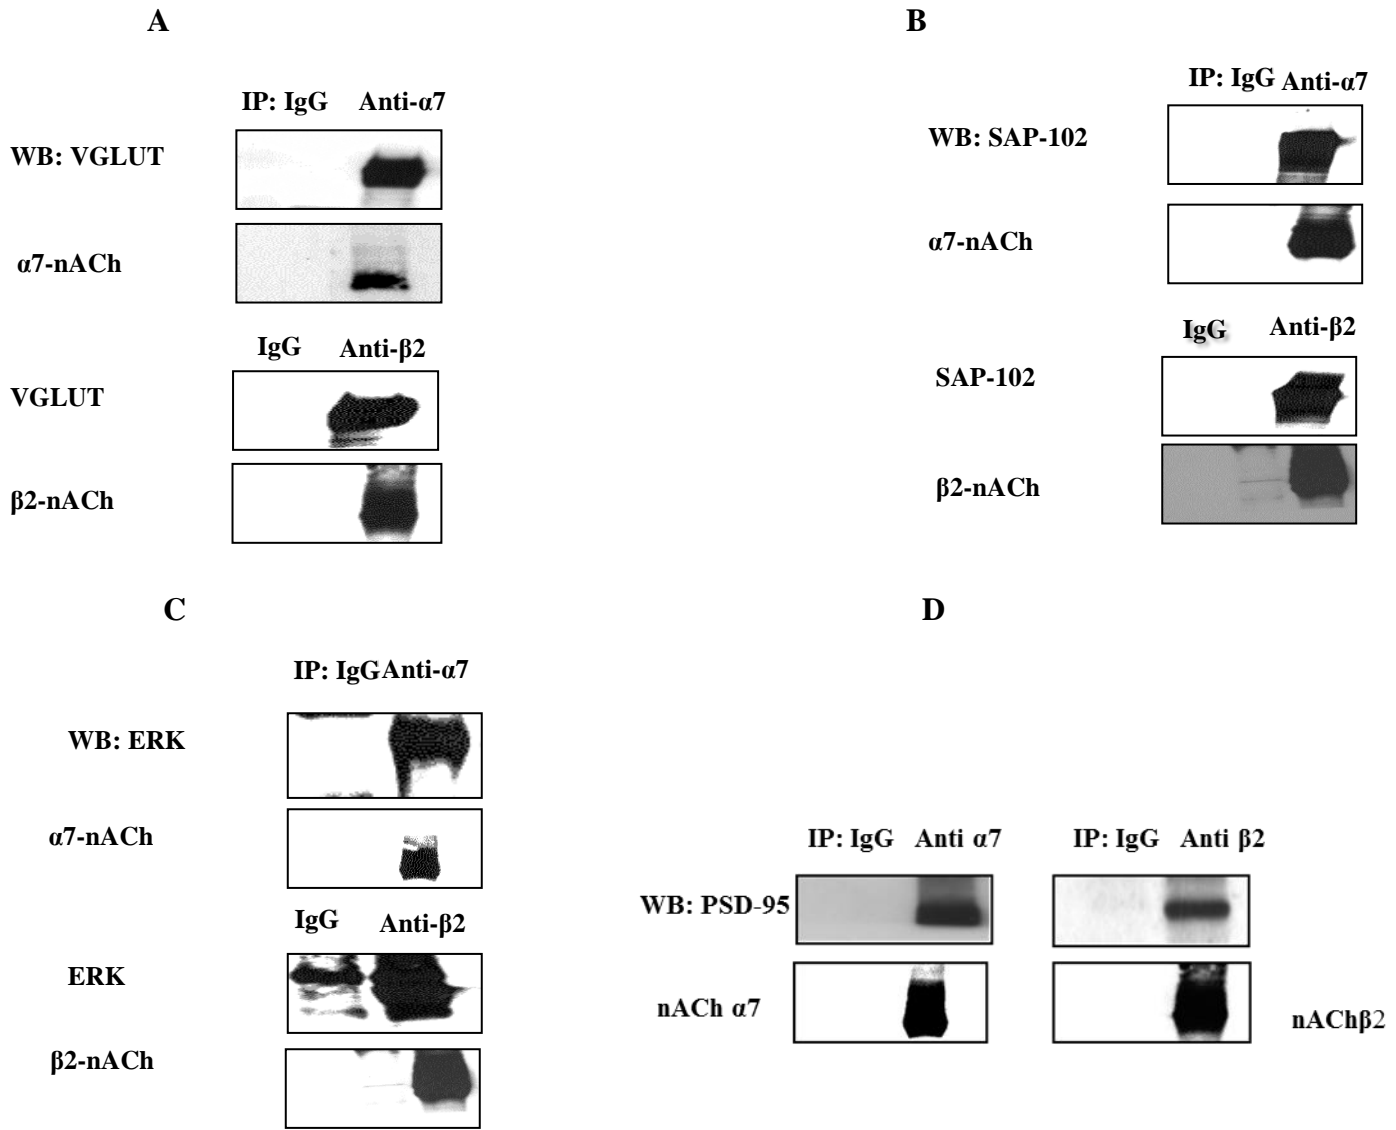 A
IP: IgG Anti-α7
WB: VGLUT
α7-nACh
IgG Anti-β2
VGLUT
β2-nACh
B
IP: IgG Anti-α7
WB: SAP-102
α7-nACh
IgG Anti-β2
SAP-102
β2-nACh
C
IP: IgG Anti-α7
WB: ERK
α7-nACh
IgG Anti-β2
ERK
β2-nACh
D
IP: IgG Anti α7 IP: IgG Anti β2
WB: PSD-95
nACh α7 nAChβ2